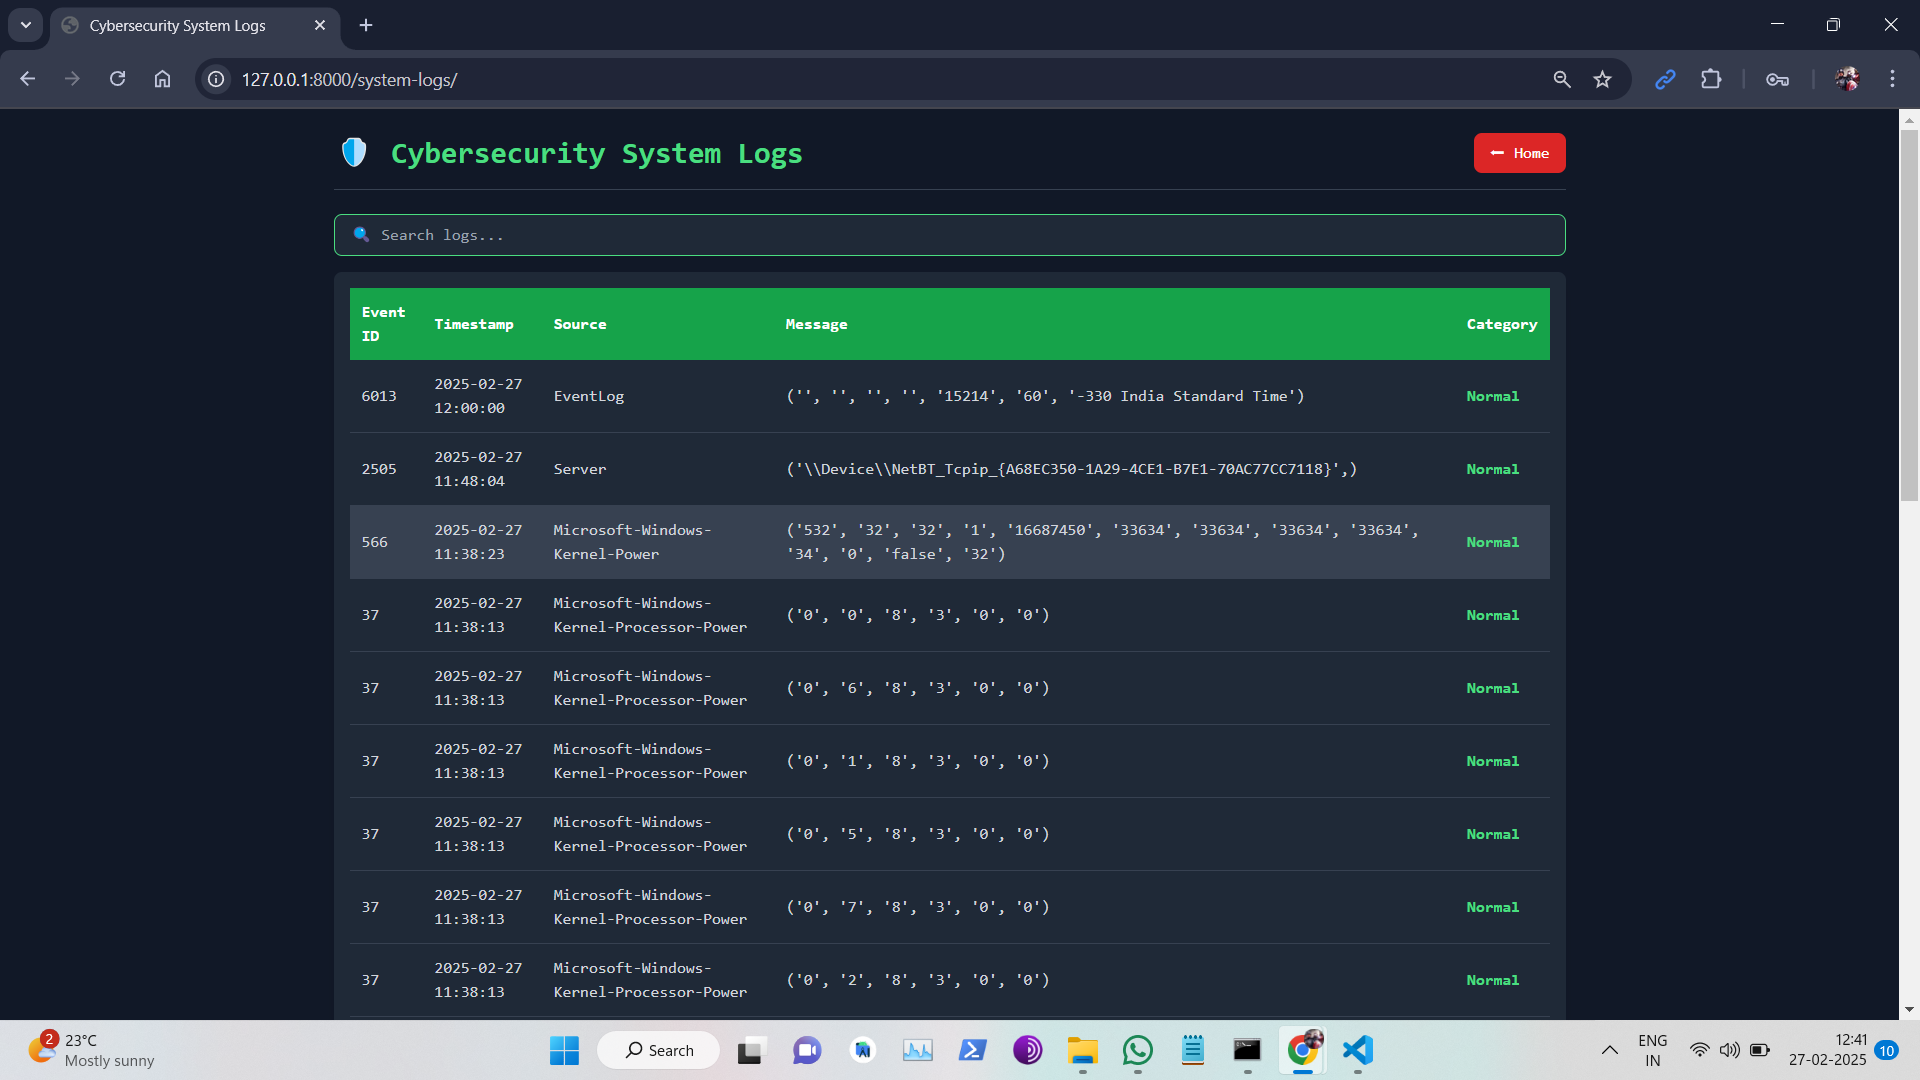 Cybersecurity System Logs
127.0.0.1:8000/system-logs/
Cybersecurity System Logs
Home
Search logs...
Event ID Timestamp Source Message Category
6013 2025-02-27 12:00:00 EventLog ('', '', '', '', '15214', '60', '-330 India Standard Time') Normal
2505 2025-02-27 11:48:04 Server ('\\Device\\NetBT_Tcpip_{A68EC350-1A29-4CE1-B7E1-70AC77CC7118}',) Normal
566 2025-02-27 11:38:23 Microsoft-Windows-Kernel-Power ('532', '32', '32', '1', '16687450', '33634', '33634', '33634', '33634', '34', '0', 'false', '32') Normal
37 2025-02-27 11:38:13 Microsoft-Windows-Kernel-Processor-Power ('0', '0', '8', '3', '0', '0') Normal
37 2025-02-27 11:38:13 Microsoft-Windows-Kernel-Processor-Power ('0', '6', '8', '3', '0', '0') Normal
37 2025-02-27 11:38:13 Microsoft-Windows-Kernel-Processor-Power ('0', '1', '8', '3', '0', '0') Normal
37 2025-02-27 11:38:13 Microsoft-Windows-Kernel-Processor-Power ('0', '5', '8', '3', '0', '0') Normal
37 2025-02-27 11:38:13 Microsoft-Windows-Kernel-Processor-Power ('0', '7', '8', '3', '0', '0') Normal
37 2025-02-27 11:38:13 Microsoft-Windows-Kernel-Processor-Power ('0', '2', '8', '3', '0', '0') Normal
2
23°C
Mostly sunny
Search
ENG
IN
12:41
27-02-2025
10